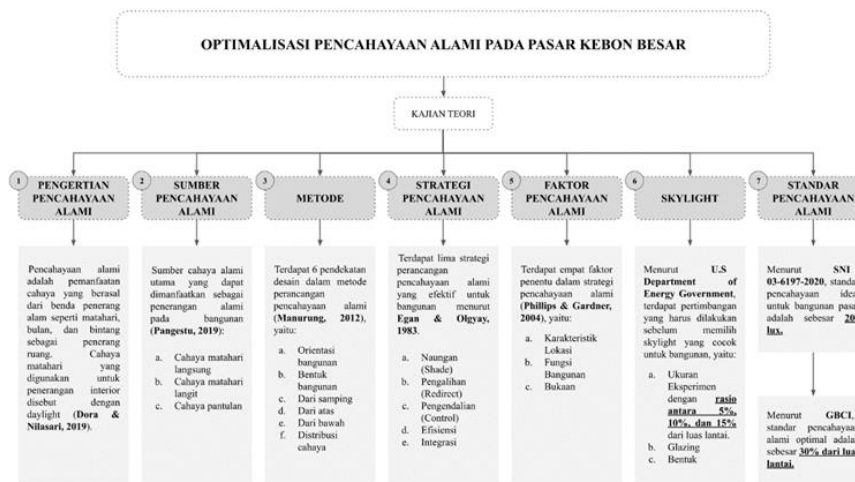 OPTIMALISASI PENCAHAYAAN ALAMI PADA PASAR KEBON BESAR
KAJIAN TEORI
1
PENGERTIAN
PENCAHAYAAN
ALAMI
Pencahayaan alami
adalah pemanfaatan
cahaya yang berasal
dari benda penerang
alam seperti matahari,
bulan, dan bintang
sebagai penerang
ruang. Cahaya
matahari yang
digunakan untuk
penerangan interior
disebut dengan
daylight (Dora &
Nilasari, 2019).
2
SUMBER
PENCAHAYAAN
ALAMI
Sumber cahaya alami
utama yang dapat
dimanfaatkan sebagai
penerangan alami
pada bangunan
(Pangestu, 2019):
a. Cahaya matahari
langsung
b. Cahaya matahari
langit
c. Cahaya pantulan
3
METODE
Terdapat 6 pendekatan
desain dalam metode
perancangan
pencahayaan alami
(Manurung, 2012),
yaitu:
a. Orientasi
bangunan
b. Bentuk
bangunan
c. Dari samping
d. Dari atas
e. Dari bawah
f. Distribusi
cahaya
4
STRATEGI
PENCAHAYAAN
ALAMI
Terdapat lima strategi
perancangan
pencahayaan alami
yang efektif untuk
bangunan menurut
Egan & Olgyay,
1983.
a. Naungan
(Shade)
b. Pengalihan
(Redirect)
c. Pengendalian
(Control)
d. Efisiensi
e. Integrasi
5
FAKTOR
PENCAHAYAAN
ALAMI
Terdapat empat faktor
penentu dalam strategi
pencahayaan alami
(Phillips & Gardner,
2004), yaitu:
a. Karakteristik
Lokasi
b. Fungsi
Bangunan
c. Bukaan
6
SKYLIGHT
Menurut U.S
Department of
Energy Government,
terdapat pertimbangan
yang harus dilakukan
sebelum memilih
skylight yang cocok
untuk bangunan, yaitu:
a. Ukuran
Eksperimen
dengan rasio
antara 5%,
10%, dan 15%
dari luas lantai.
b. Glazing
c. Bentuk
7
STANDAR
PENCAHAYAAN
ALAMI
Menurut SNI
03-6197-2020, standa
pencahayaan idea
untuk bangunan pasa
adalah sebesar 20
lux.
Menurut GBCI,
standar pencahayaa
alami optimal adala
sebesar 30% dari lua
lantai.